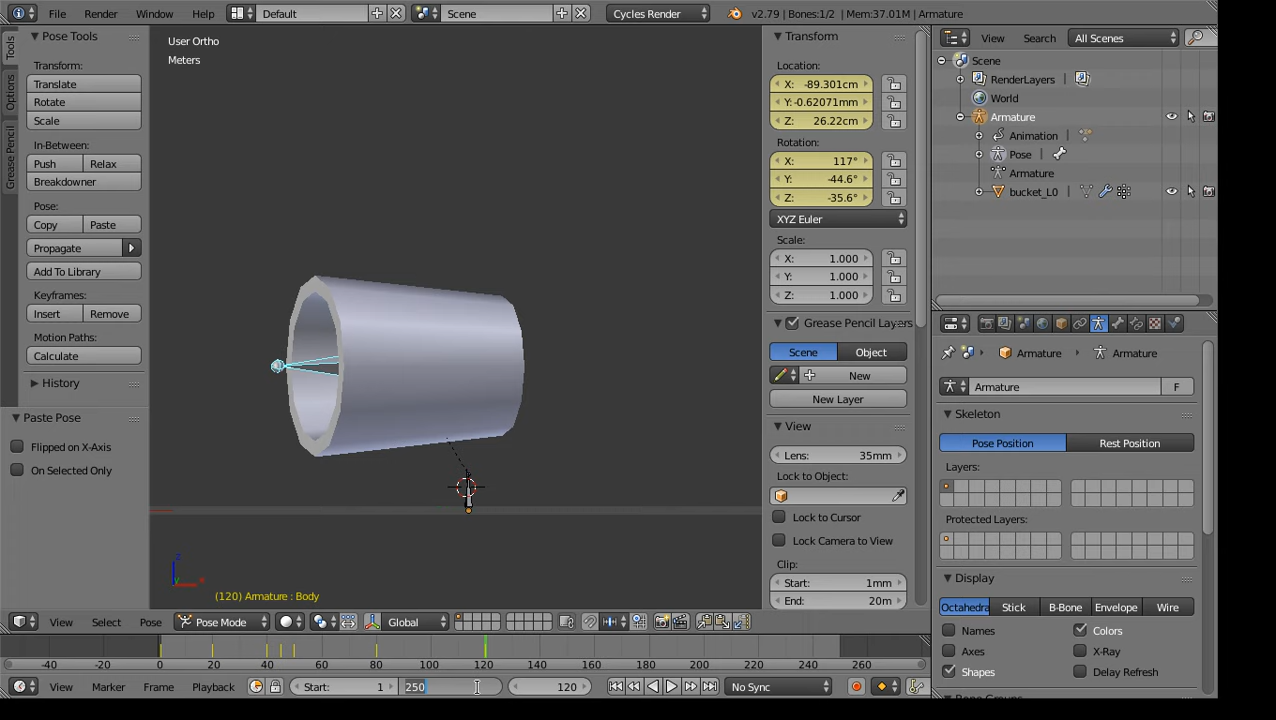 File Render Window Help Default Scene Cycles Render v2.79 | Bones:1/2 | Mem:37.01M | Armature
Tools
Options
Grease Pencil
Pose Tools
Transform:
Translate
Rotate
Scale
In-Between:
Push Relax
Breakdowner
Pose:
Copy Paste
Propagate
Add To Library
Keyframes:
Insert Remove
Motion Paths:
Calculate
History
Paste Pose
Flipped on X-Axis
On Selected Only
User Ortho
Meters
z
y x
(120) Armature : Body
Transform
Location:
X: -89.301cm
Y: -0.62071mm
Z: 26.22cm
Rotation:
X: 117°
Y: -44.6°
Z: -35.6°
XYZ Euler
Scale:
X: 1.000
Y: 1.000
Z: 1.000
Grease Pencil Layers
Scene Object
New
New Layer
View
Lens: 35mm
Lock to Object:
Lock to Cursor
Lock Camera to View
Clip:
Start: 1mm
End: 20m
View Search All Scenes
Scene
RenderLayers
World
Armature
Animation
Pose
Armature
bucket_L0
Armature Armature
Armature F
Skeleton
Pose Position Rest Position
Layers:
Protected Layers:
Display
Octahedra Stick B-Bone Envelope Wire
Names Colors
Axes X-Ray
Shapes Delay Refresh
View Select Pose Pose Mode Global
-40 -20 0 20 40 60 80 100 120 140 160 180 200 220 240 260
View Marker Frame Playback Start: 1 250 120 No Sync